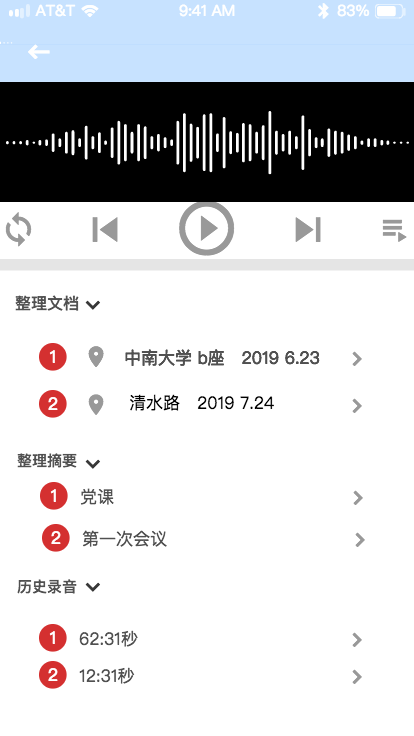 AT&T 9:41 AM 83%
整理文档
1 中南大学 b座 2019 6.23
2 清水路 2019 7.24
整理摘要
1 党课
2 第一次会议
历史录音
1 62:31秒
2 12:31秒